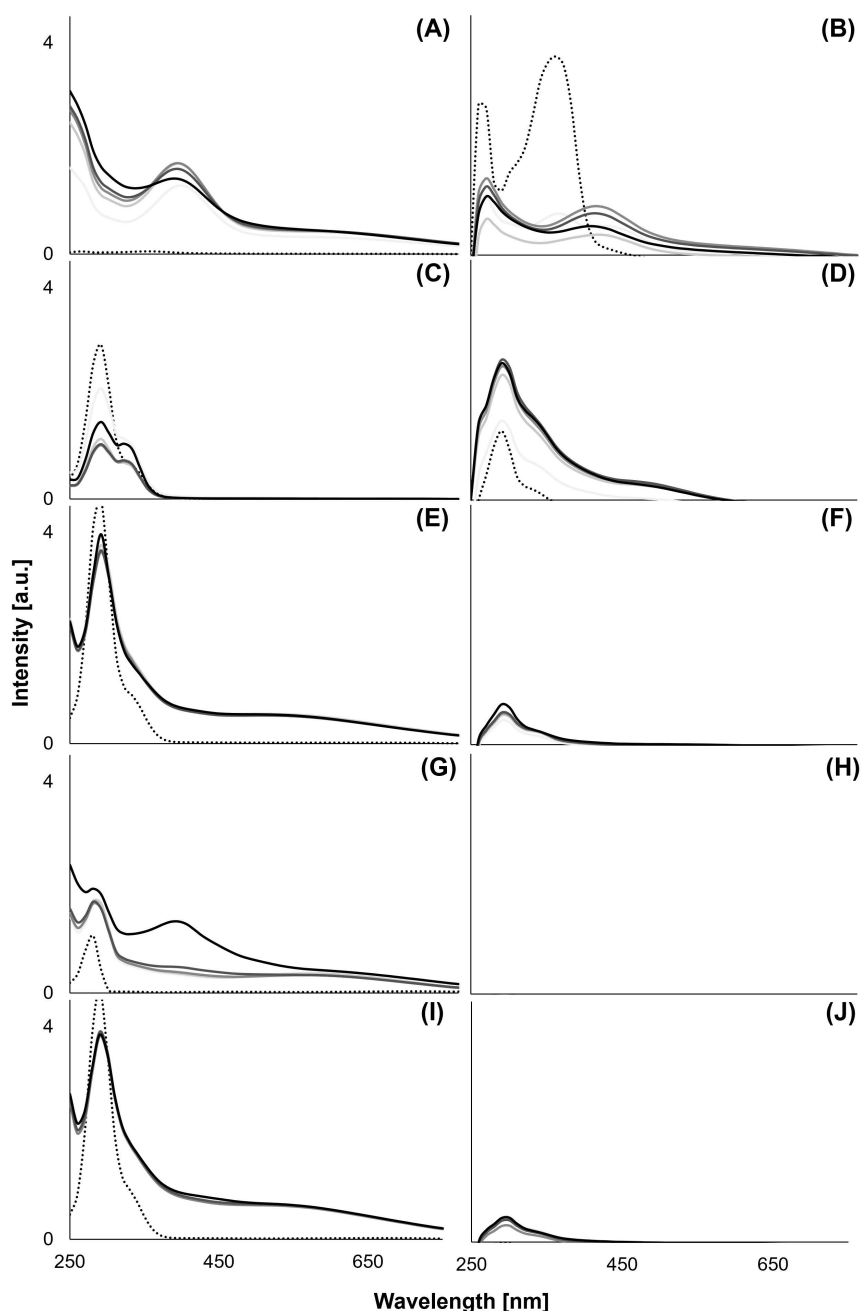 4
(A)
(B)
0
4
(C)
(D)
0
4
(E)
(F)
Intensity [a.u.]
0
4
(G)
(H)
0
4
(I)
(J)
0
250 450 650 250 450 650
Wavelength [nm]